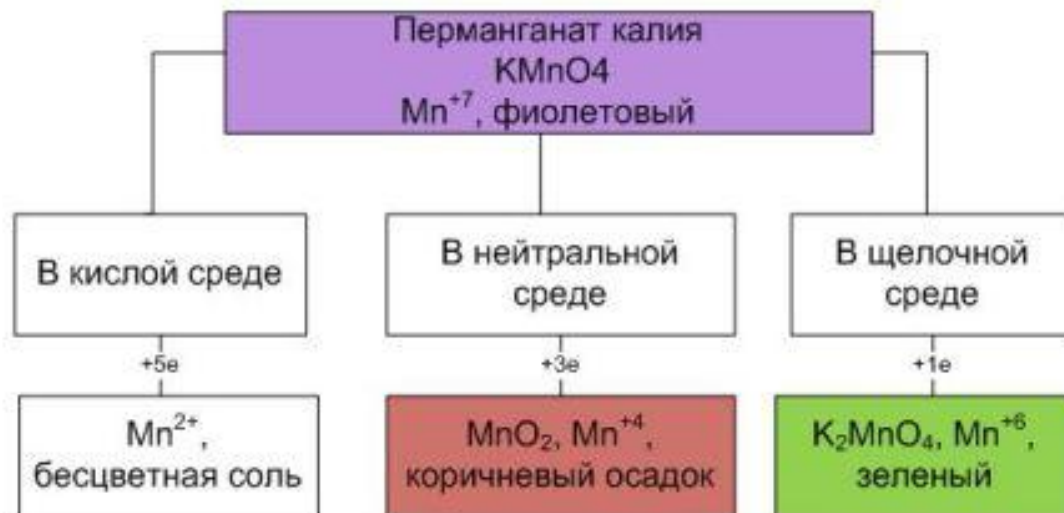 Перманганат калия
KMnO4
Mn⁺⁷, фиолетовый
В кислой среде
В нейтральной
среде
В щелочной
среде
+5e
+3e
+1e
Mn²⁺,
бесцветная соль
MnO₂, Mn⁺⁴,
коричневый осадок
K₂MnO₄, Mn⁺⁶,
зеленый